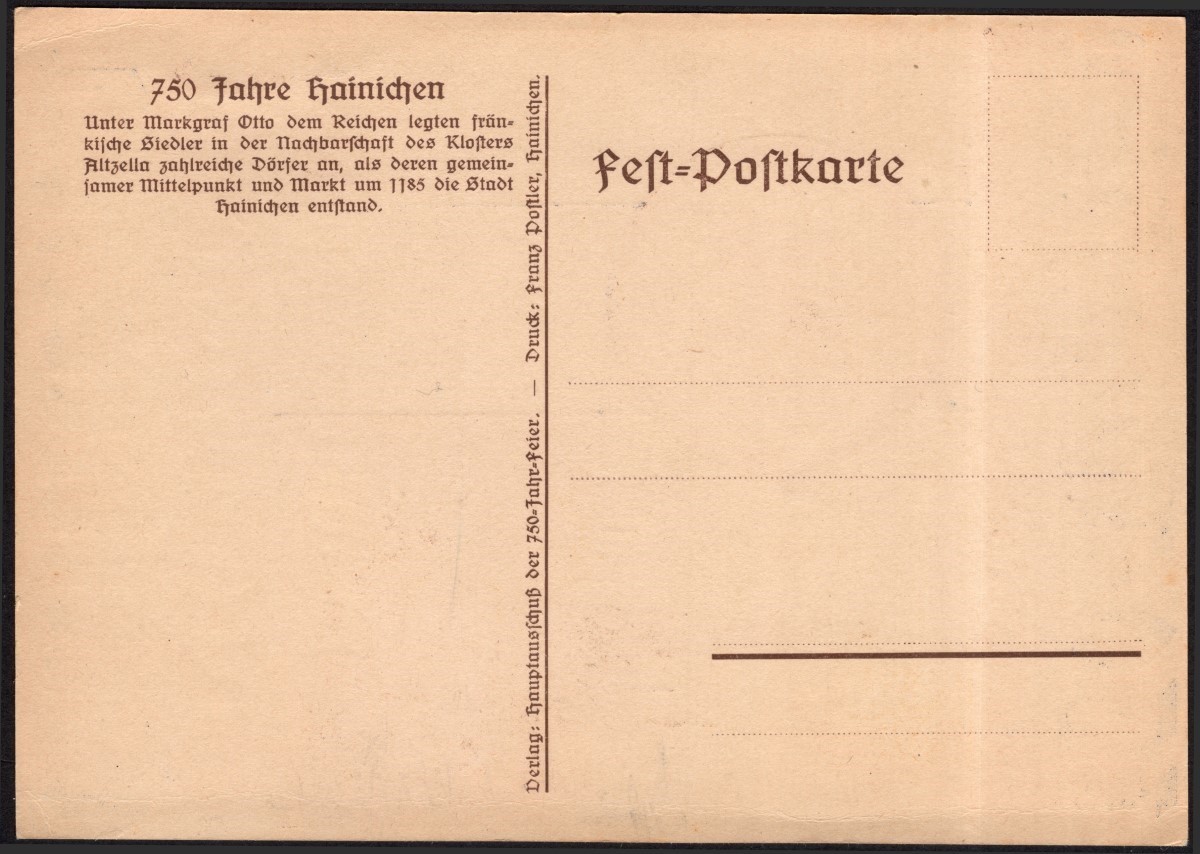 750 Jahre Hainichen
Unter Markgraf Otto dem Reichen legten frän-
kische Siedler in der Nachbarschaft des Klosters
Altzella zahlreiche Dörfer an, als deren gemein-
samer Mittelpunkt und Markt um 1185 die Stadt
Hainichen entstand.
Verlag: Hauptausschuß der 750-Jahr-Feier. — Druck: Franz Postler, Hainichen.
Fest-Postkarte